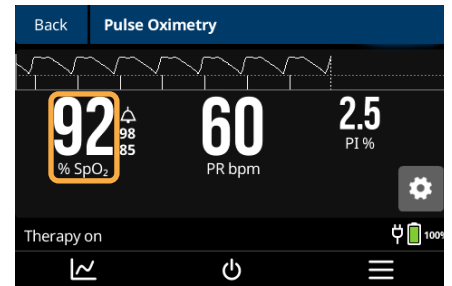 Back Pulse Oximetry
92 98 60 2.5
85
% SpO₂ PR bpm PI %
Therapy on 100%